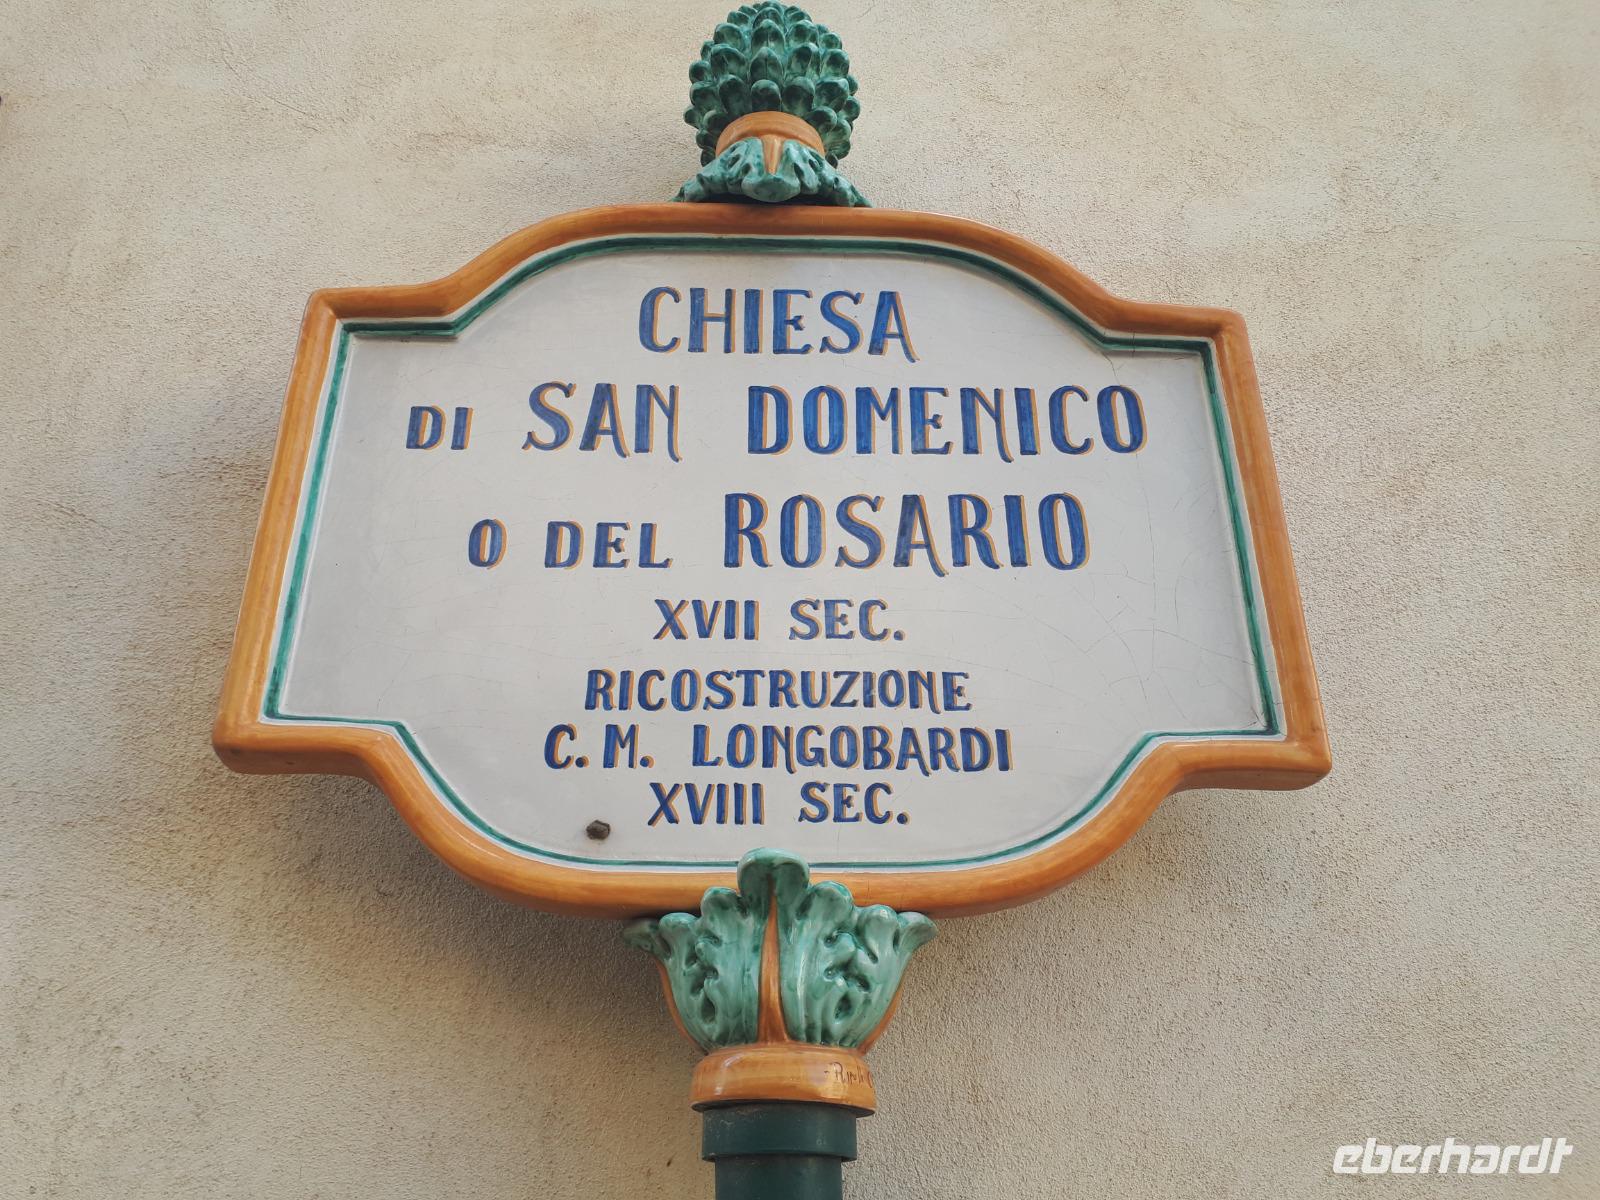 CHIESA
DI SAN DOMENICO
O DEL ROSARIO
XVII SEC.
RICOSTRUZIONE
C. M. LONGOBARDI
XVIII SEC.
eberhardt